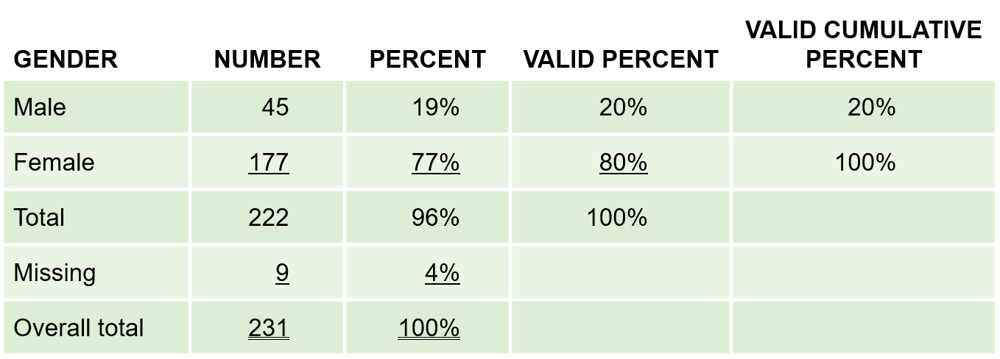 GENDER NUMBER PERCENT VALID PERCENT VALID CUMULATIVE
PERCENT
Male 45 19% 20% 20%
Female 177 77% 80% 100%
Total 222 96% 100%
Missing 9 4%
Overall total 231 100%